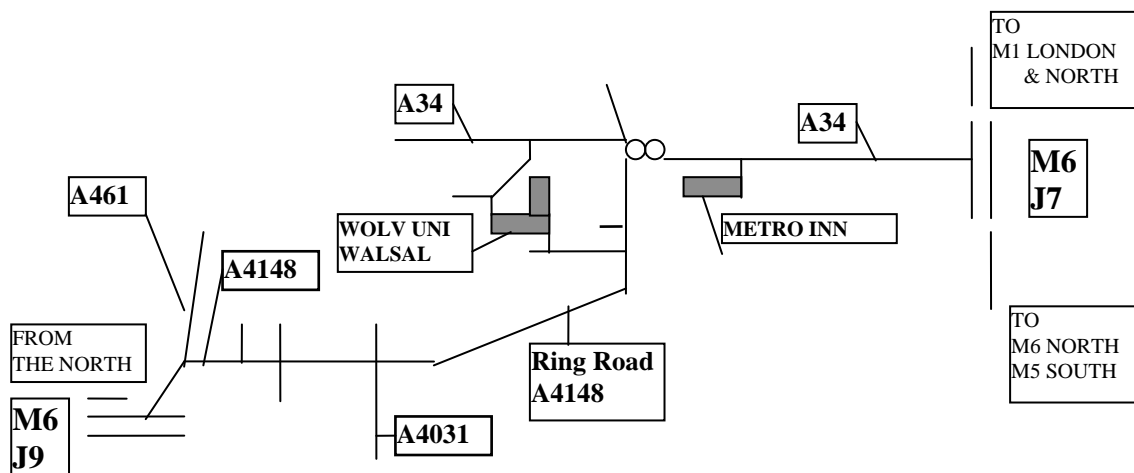 TO
M1 LONDON
& NORTH
A34
A34
M6
J7
A461
WOLV UNI
WALSAL
METRO INN
A4148
FROM
THE NORTH
TO
M6 NORTH
M5 SOUTH
Ring Road
A4148
M6
J9
A4031